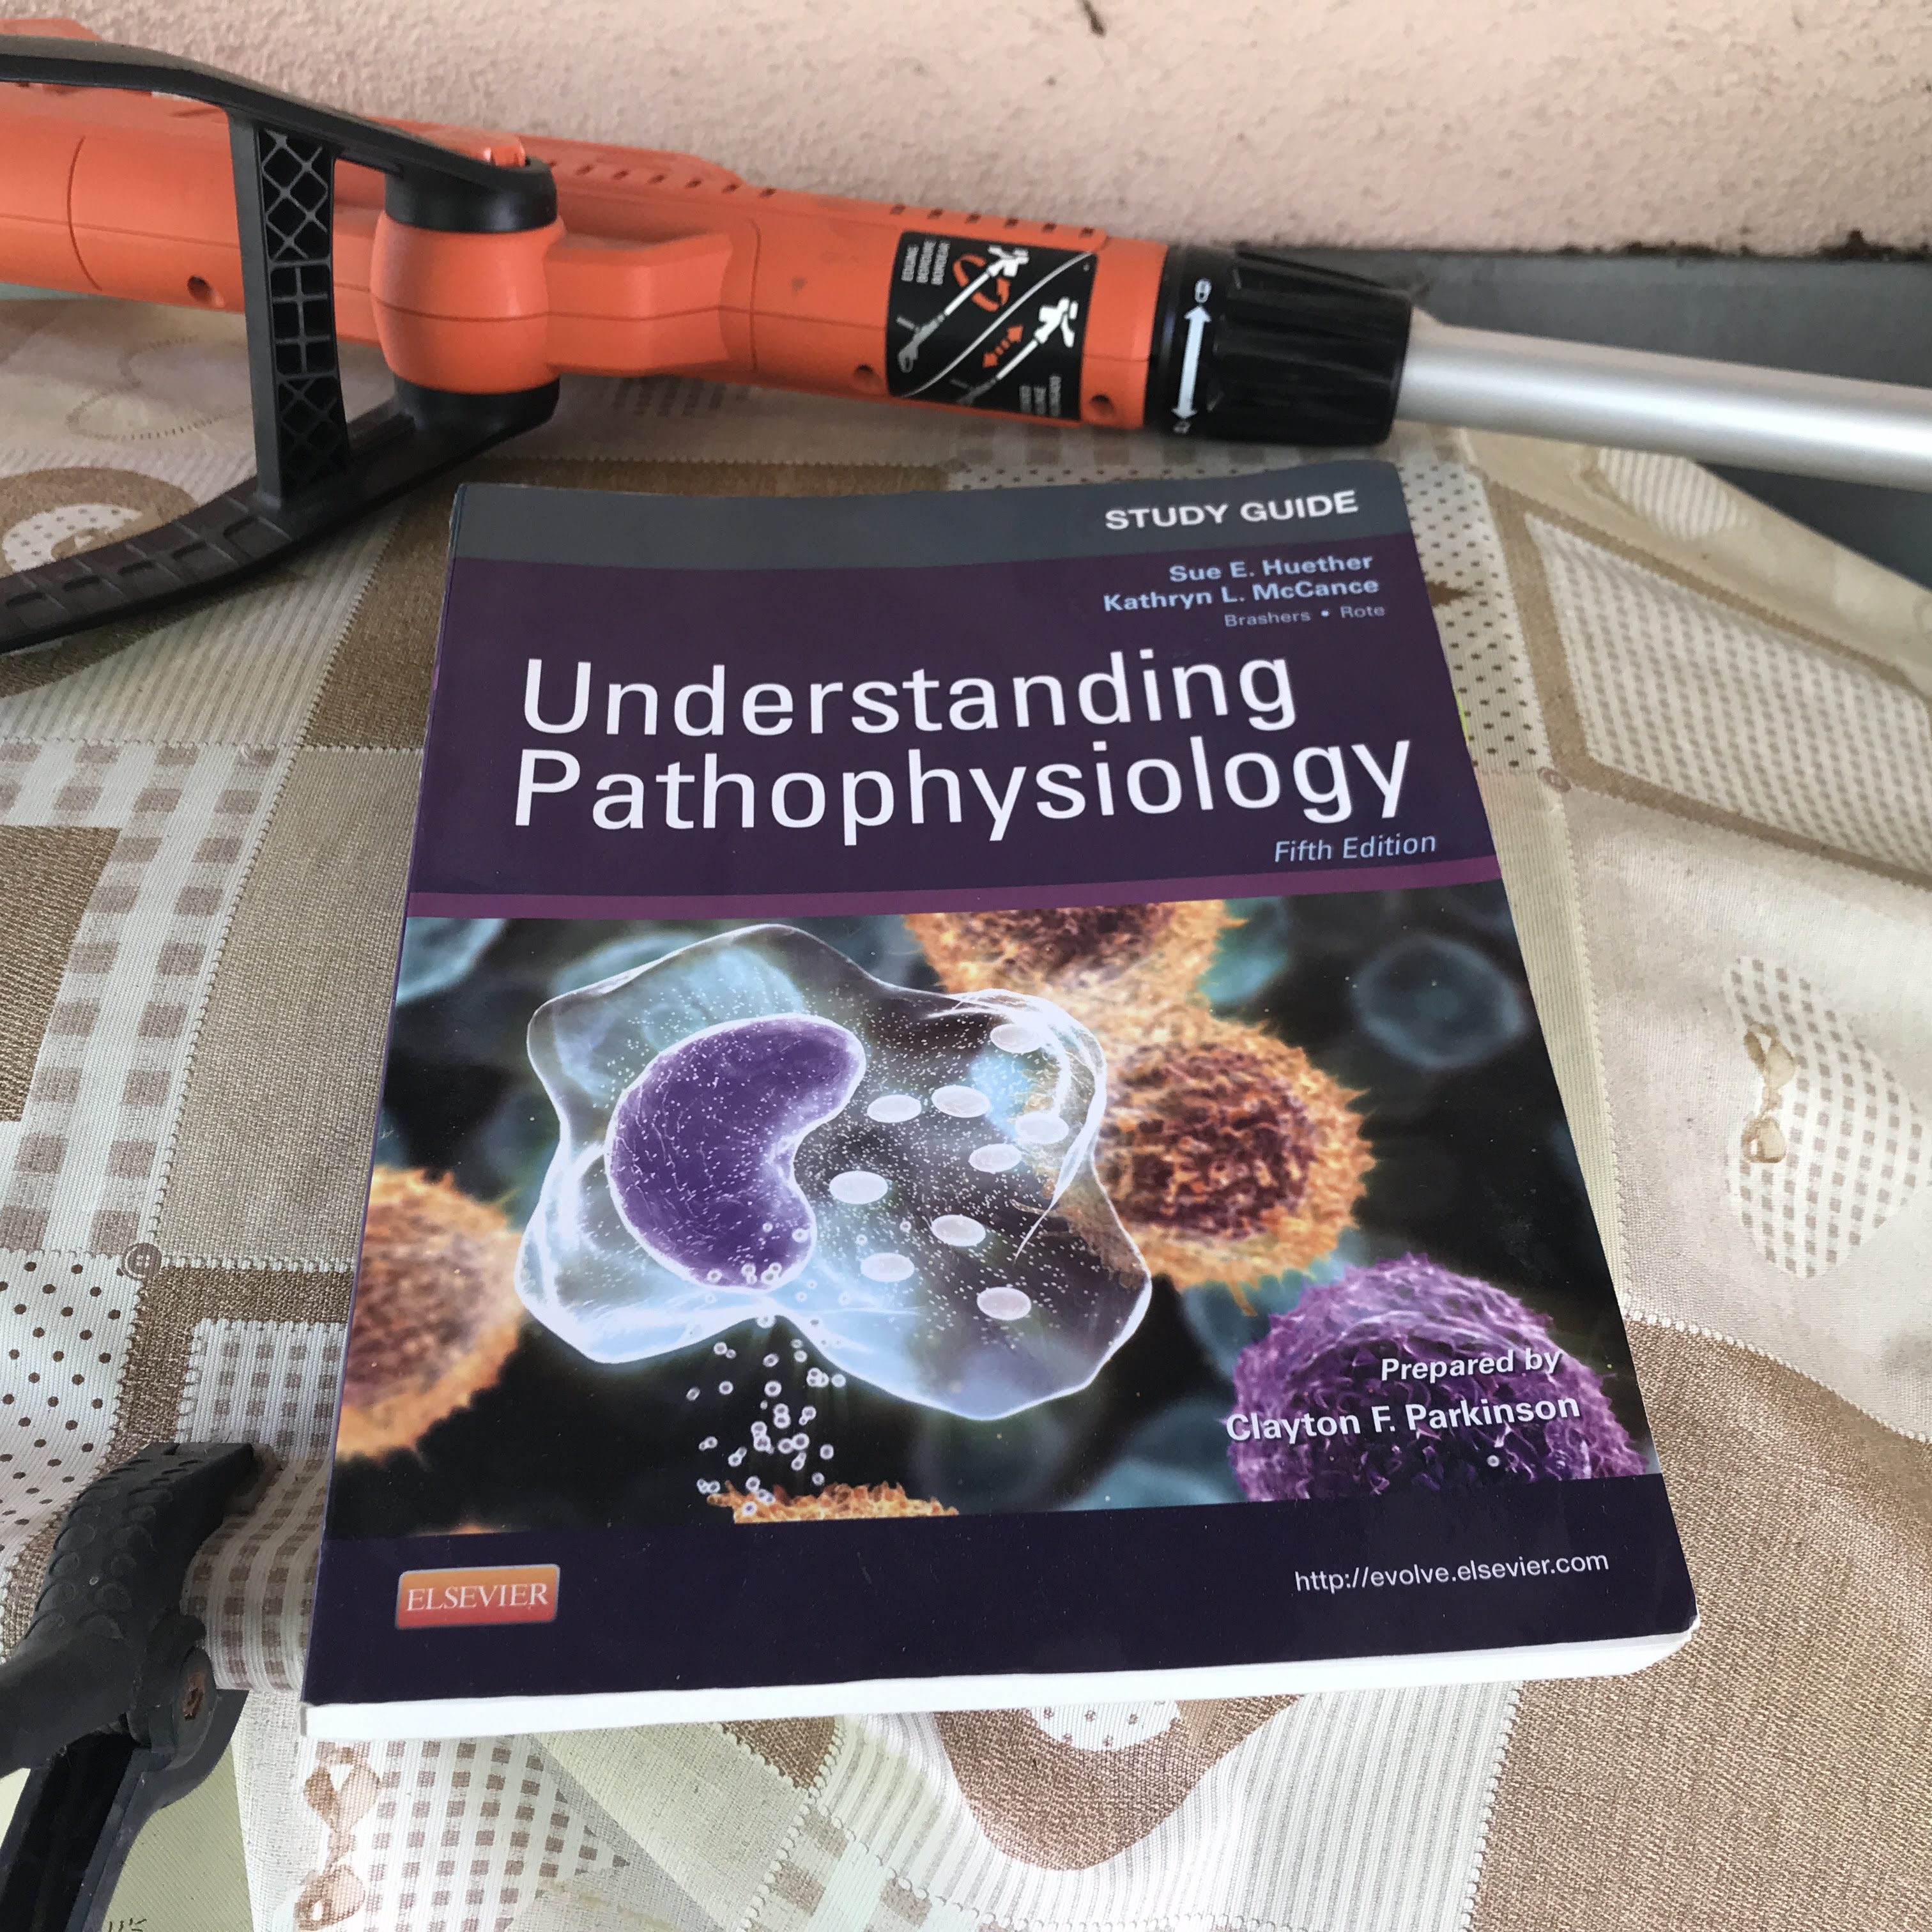 STUDY GUIDE
Sue E. Huether
Kathryn L. McCance
Brashers • Rote
Understanding
Pathophysiology
Fifth Edition
Prepared by
Clayton F. Parkinson
ELSEVIER
http://evolve.elsevier.com